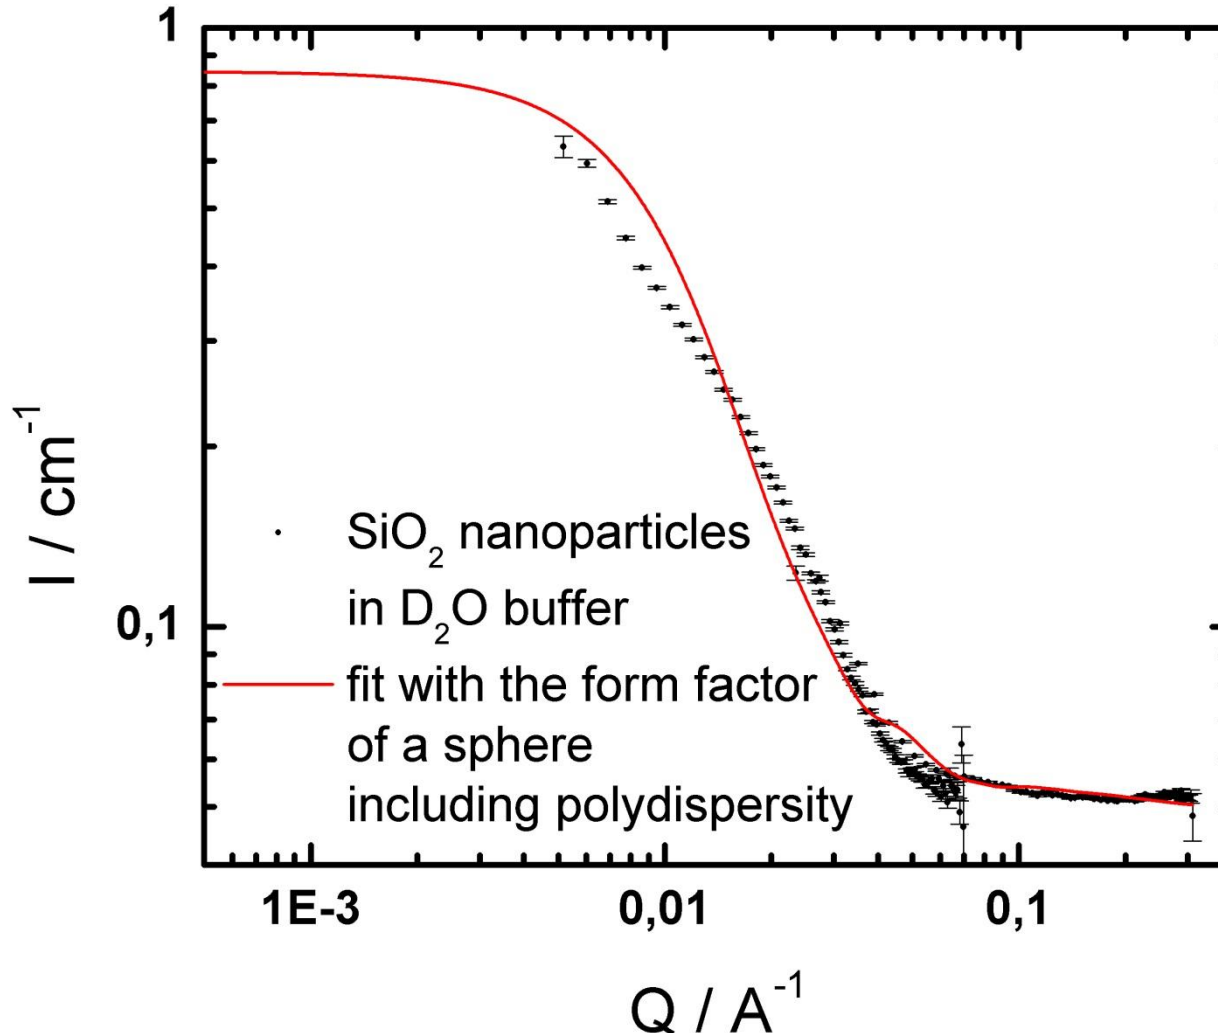 1
I / cm⁻¹
SiO₂ nanoparticles
in D₂O buffer
0,1
fit with the form factor
of a sphere
including polydispersity
1E-3 0,01 0,1
Q / A⁻¹